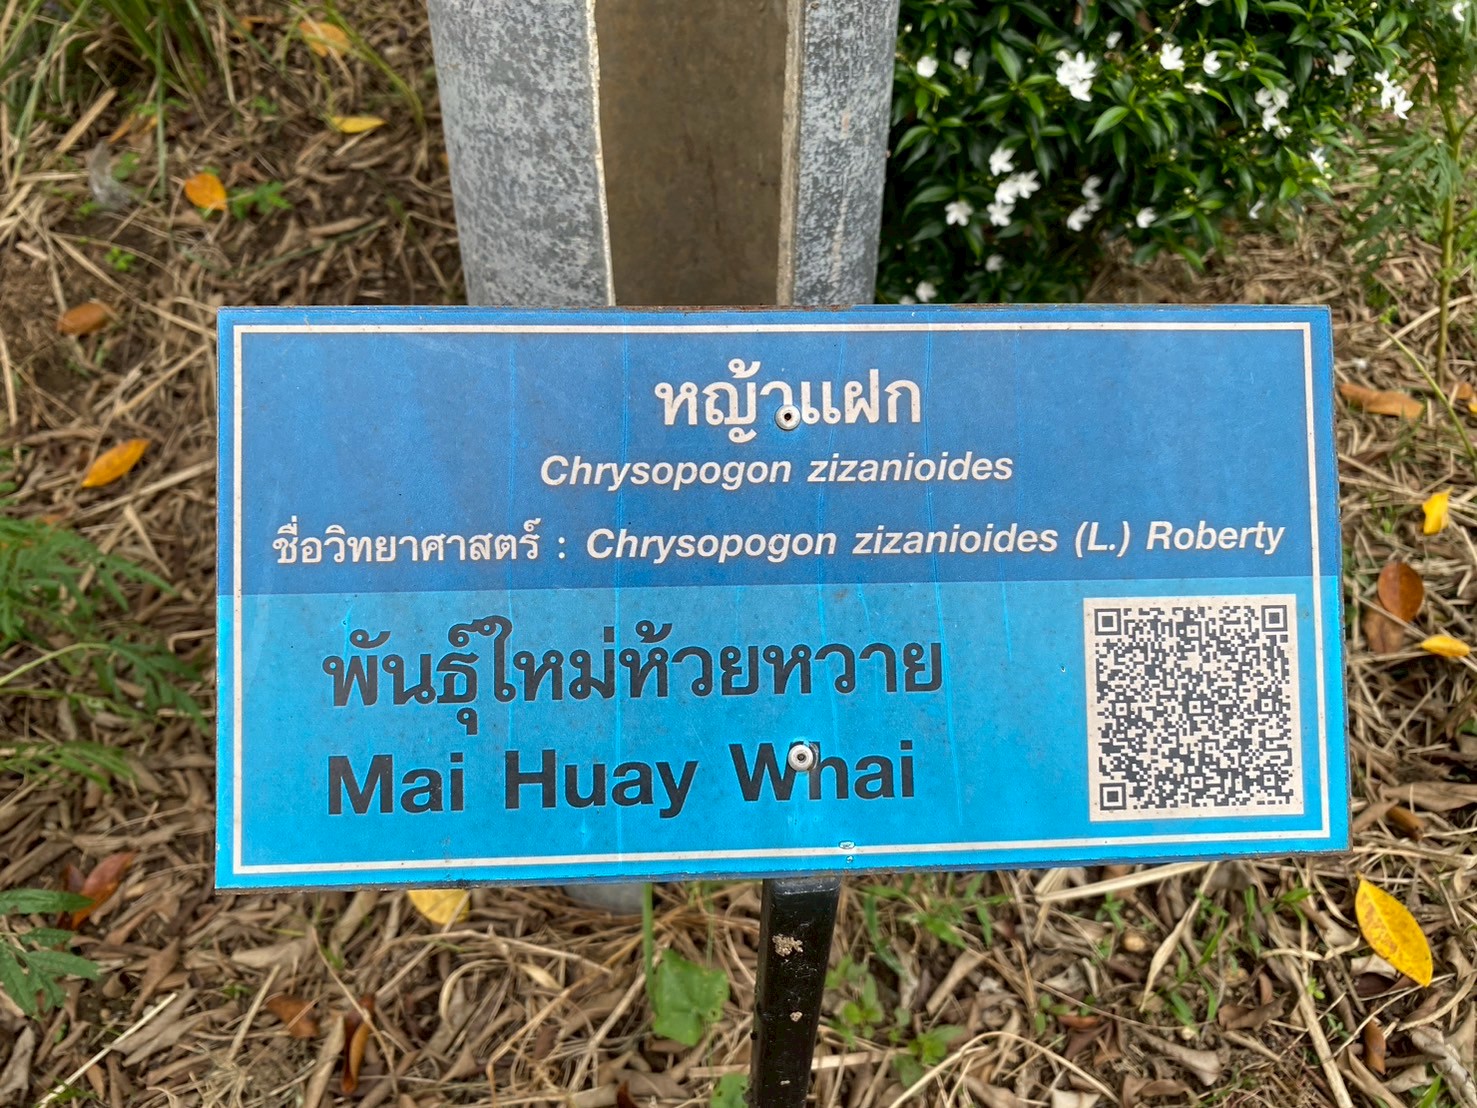 หญ้าแฝก
Chrysopogon zizanioides
ชื่อวิทยาศาสตร์ : Chrysopogon zizanioides (L.) Roberty
พันธุ์ใหม่ห้วยหวาย
Mai Huay Whai